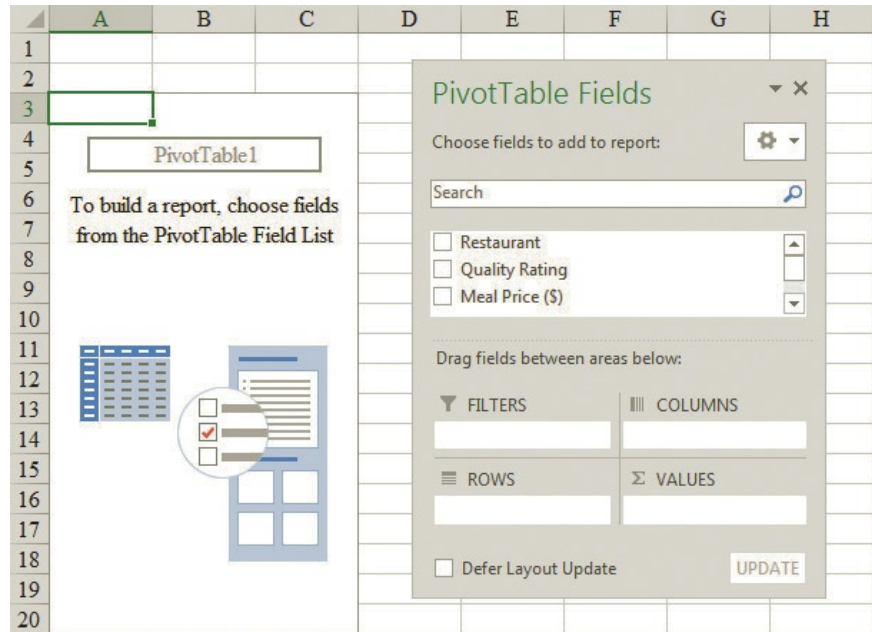 A B C D E F G H
1
2
3
4
5
6
7
8
9
10
11
12
13
14
15
16
17
18
19
20
PivotTable1
To build a report, choose fields
from the PivotTable Field List
PivotTable Fields
Choose fields to add to report:
Search
Restaurant
Quality Rating
Meal Price ($)
Drag fields between areas below:
FILTERS
COLUMNS
ROWS
Σ VALUES
Defer Layout Update
UPDATE